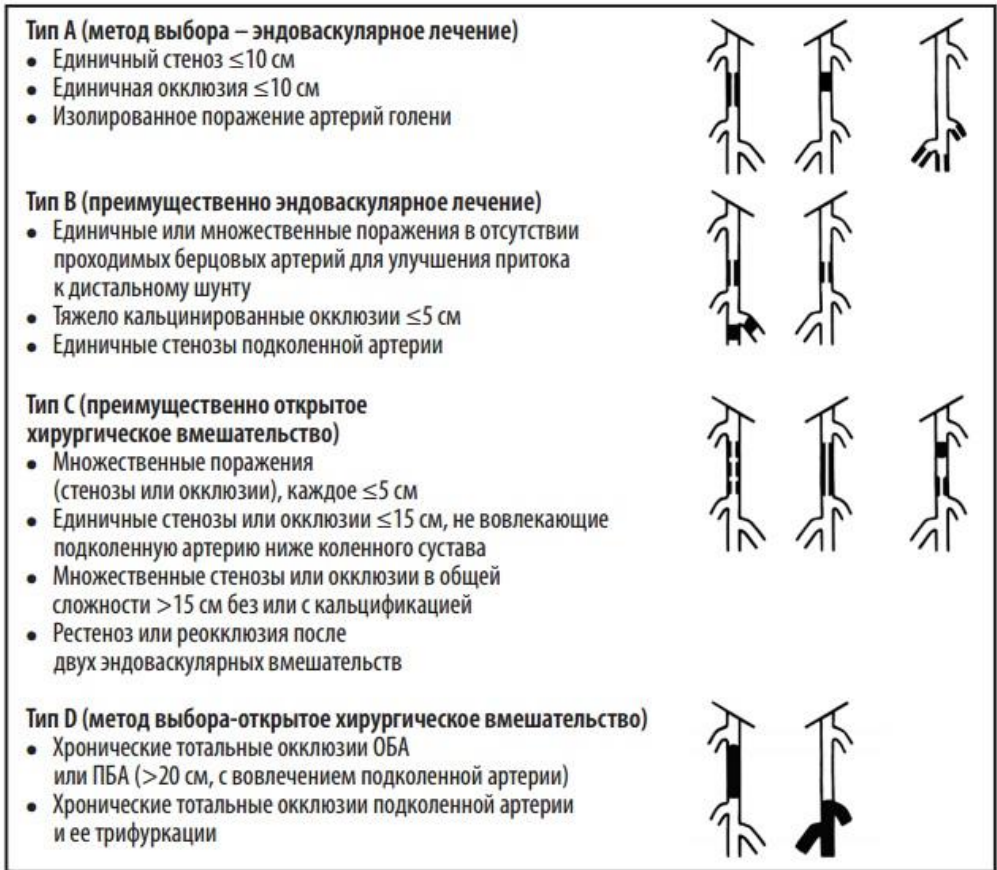 Тип А (метод выбора – эндоваскулярное лечение)
• Единичный стеноз ≤10 см
• Единичная окклюзия ≤10 см
• Изолированное поражение артерий голени
Тип В (преимущественно эндоваскулярное лечение)
• Единичные или множественные поражения в отсутствии
проходимых берцовых артерий для улучшения притока
к дистальному шунту
• Тяжело кальцинированные окклюзии ≤5 см
• Единичные стенозы подколенной артерии
Тип С (преимущественно открытое
хирургическое вмешательство)
• Множественные поражения
(стенозы или окклюзии), каждое ≤5 см
• Единичные стенозы или окклюзии ≤15 см, не вовлекающие
подколенную артерию ниже коленного сустава
• Множественные стенозы или окклюзии в общей
сложности >15 см без или с кальцификацией
• Рестеноз или реокклюзия после
двух эндоваскулярных вмешательств
Тип D (метод выбора-открытое хирургическое вмешательство)
• Хронические тотальные окклюзии ОБА
или ПБА (>20 см, с вовлечением подколенной артерии)
• Хронические тотальные окклюзии подколенной артерии
и ее трифуркации